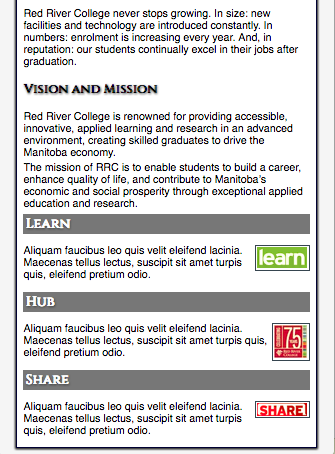 Red River College never stops growing. In size: new
facilities and technology are introduced constantly. In
numbers: enrolment is increasing every year. And, in
reputation: our students continually excel in their jobs after
graduation.
Vision and Mission
Red River College is renowned for providing accessible,
innovative, applied learning and research in an advanced
environment, creating skilled graduates to drive the
Manitoba economy.
The mission of RRC is to enable students to build a career,
enhance quality of life, and contribute to Manitoba's
economic and social prosperity through exceptional applied
education and research.
Learn
Aliquam faucibus leo quis velit eleifend lacinia.
Maecenas tellus lectus, suscipit sit amet turpis
quis, eleifend pretium odio.
learn
Hub
Aliquam faucibus leo quis velit eleifend lacinia.
Maecenas tellus lectus, suscipit sit amet turpis quis,
eleifend pretium odio.
75
Share
Aliquam faucibus leo quis velit eleifend lacinia.
Maecenas tellus lectus, suscipit sit amet turpis
quis, eleifend pretium odio.
SHARE!